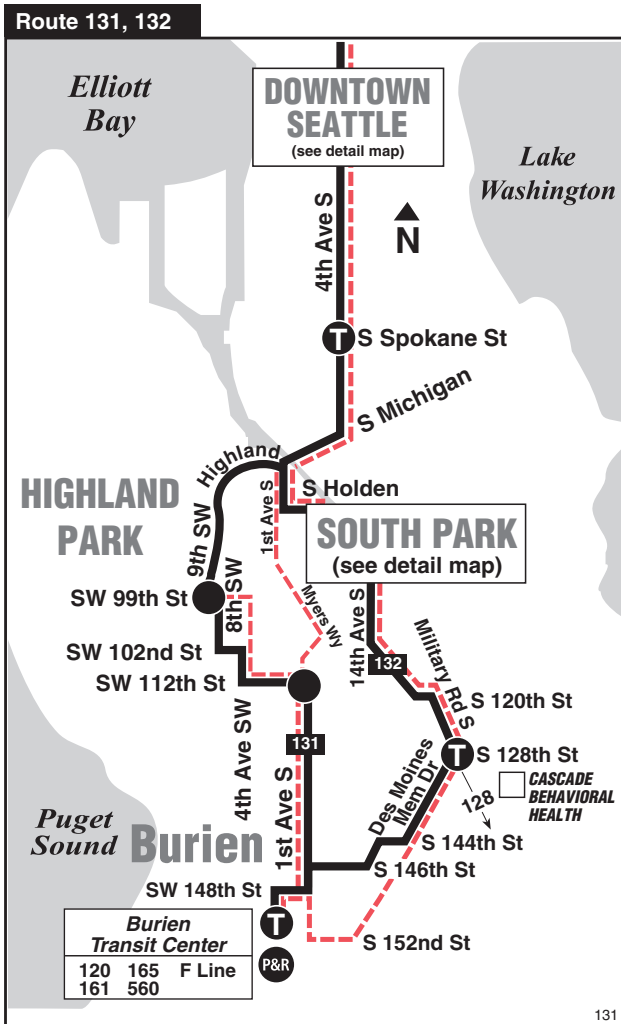 Route 131, 132
Elliott
Bay
DOWNTOWN
SEATTLE
(see detail map)
Lake
Washington
N
4th Ave S
T
S Spokane St
S Michigan
Highland
S Holden
HIGHLAND
PARK
1st Ave S
SOUTH PARK
(see detail map)
9th SW
8th SW
SW 99th St
Myers Wy
14th Ave S
Military Rd S
SW 102nd St
132
SW 112th St
S 120th St
4th Ave SW
131
T
S 128th St
Des Moines
Mem Dr
128
CASCADE
BEHAVIORAL
HEALTH
1st Ave S
Puget
Sound
Burien
S 144th St
S 146th St
SW 148th St
T
S 152nd St
Burien
Transit Center
120 165 F Line
161 560
P&R
131